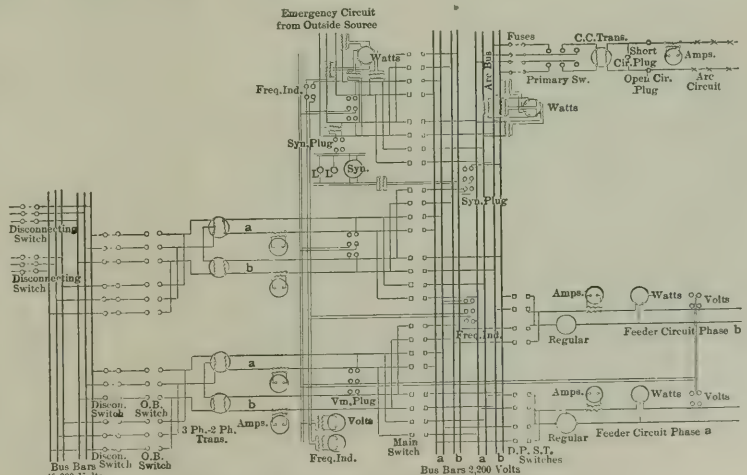 Emergency Circuit
from Outside Source
Watts
Freq.Ind.
Syn.Plug
L L Syn.
Fuses C.C.Trans.
Short
Cir.Plug Amps.
Primary Sw. Open Cir.
Plug
Arc
Circuit
Arc Bus
Watts
Syn.Plug
Disconnecting
Switch
Disconnecting
Switch
a
b
Amps. Watts Volts
Freq.Ind.
Regular Feeder Circuit Phase b
a
b
Vm.Plug
Discon.
Switch
O.B.
Switch
3 Ph.-2 Ph.
Trans.
Amps.
Volts
Freq.Ind.
Main
Switch
Amps. Watts Volts
Regular Feeder Circuit Phase a
Discon.
Switch
O.B.
Switch
Bus Bars
a b a b D.P.S.T.
Switches
Bus Bars 2,200 Volts